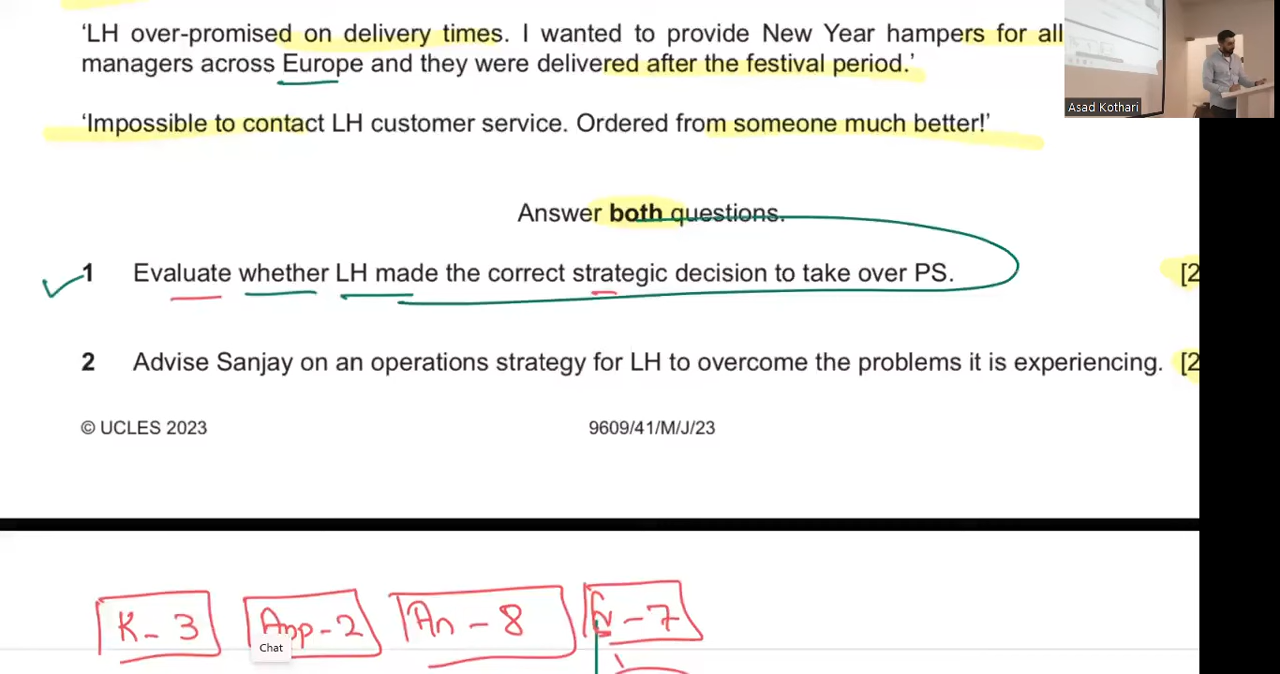 ‘LH over-promised on delivery times. I wanted to provide New Year hampers for all
managers across Europe and they were delivered after the festival period.’
Asad Kothari
‘Impossible to contact LH customer service. Ordered from someone much better!’
Answer both questions.
1 Evaluate whether LH made the correct strategic decision to take over PS. [2
2 Advise Sanjay on an operations strategy for LH to overcome the problems it is experiencing. [2
© UCLES 2023 9609/41/M/J/23
K - 3 App - 2 An - 8 Ev - 7
Chat